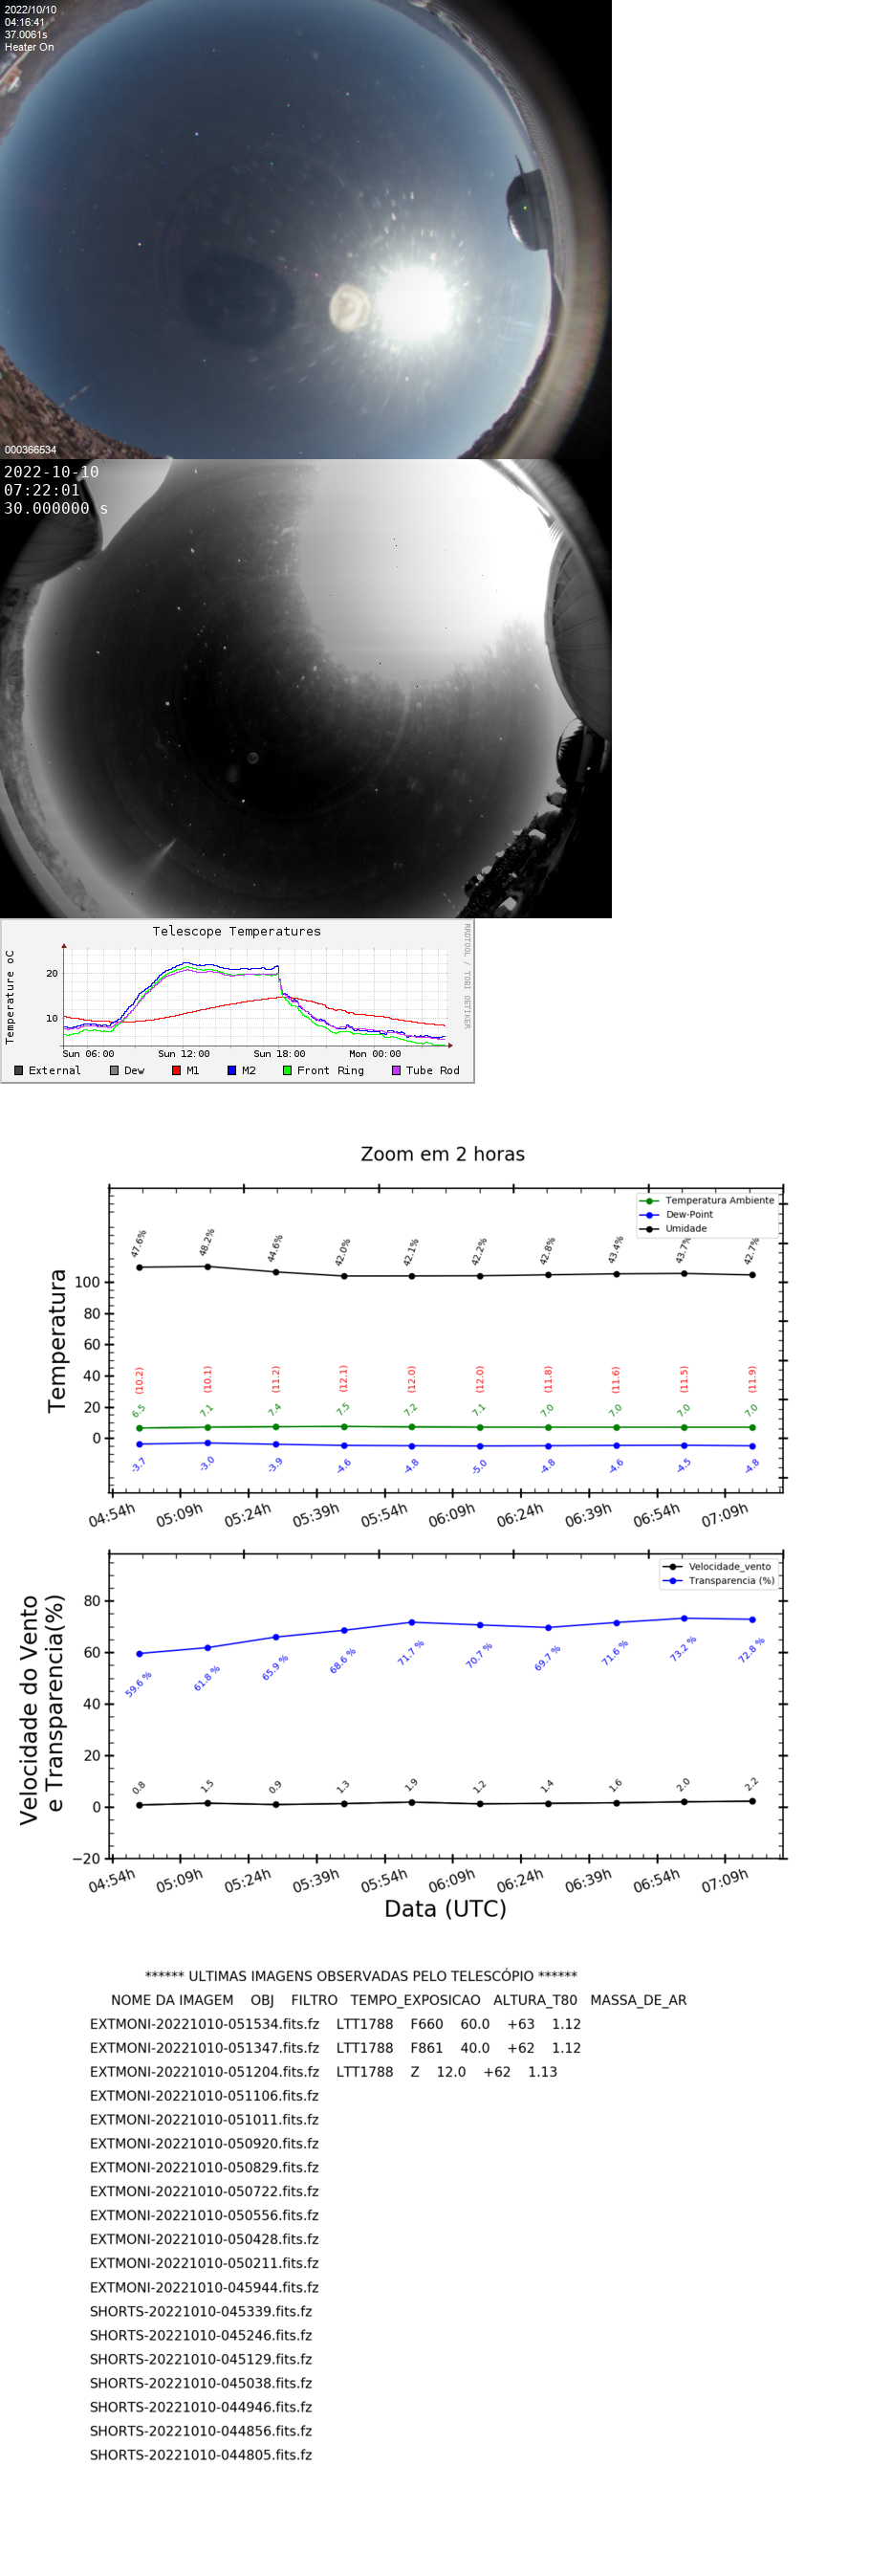 2022/10/10
04:16:41
37.0061s
Heater On
000366534
2022-10-10
07:22:01
30.000000 s
Telescope Temperatures
RRDTOOL / TOBI OETIKER
Temperature oC
20
10
Sun 06:00 Sun 12:00 Sun 18:00 Mon 00:00
External Dew M1 M2 Front Ring Tube Rod
Zoom em 2 horas
Temperatura Ambiente
Dew-Point
Umidade
47.6% 48.2% 44.6% 42.0% 42.1% 42.2% 42.8% 43.4% 43.7% 42.7%
Temperatura
100
80
60
40
20
0
(10.2) (10.1) (11.2) (12.1) (12.0) (12.0) (11.8) (11.6) (11.5) (11.9)
6.5 7.1 7.4 7.5 7.2 7.1 7.0 7.0 7.0 7.0
-3.7 -3.0 -3.9 -4.6 -4.8 -5.0 -4.8 -4.6 -4.5 -4.8
04:54h 05:09h 05:24h 05:39h 05:54h 06:09h 06:24h 06:39h 06:54h 07:09h
Velocidade_vento
Transparencia (%)
Velocidade do Vento
e Transparencia(%)
80
60
40
20
0
−20
59.6 % 61.8 % 65.9 % 68.6 % 71.7 % 70.7 % 69.7 % 71.6 % 73.2 % 72.8 %
0.8 1.5 0.9 1.3 1.9 1.2 1.4 1.6 2.0 2.2
04:54h 05:09h 05:24h 05:39h 05:54h 06:09h 06:24h 06:39h 06:54h 07:09h
Data (UTC)
****** ULTIMAS IMAGENS OBSERVADAS PELO TELESCÓPIO ******
NOME DA IMAGEM OBJ FILTRO TEMPO_EXPOSICAO ALTURA_T80 MASSA_DE_AR
EXTMONI-20221010-051534.fits.fz LTT1788 F660 60.0 +63 1.12
EXTMONI-20221010-051347.fits.fz LTT1788 F861 40.0 +62 1.12
EXTMONI-20221010-051204.fits.fz LTT1788 Z 12.0 +62 1.13
EXTMONI-20221010-051106.fits.fz
EXTMONI-20221010-051011.fits.fz
EXTMONI-20221010-050920.fits.fz
EXTMONI-20221010-050829.fits.fz
EXTMONI-20221010-050722.fits.fz
EXTMONI-20221010-050556.fits.fz
EXTMONI-20221010-050428.fits.fz
EXTMONI-20221010-050211.fits.fz
EXTMONI-20221010-045944.fits.fz
SHORTS-20221010-045339.fits.fz
SHORTS-20221010-045246.fits.fz
SHORTS-20221010-045129.fits.fz
SHORTS-20221010-045038.fits.fz
SHORTS-20221010-044946.fits.fz
SHORTS-20221010-044856.fits.fz
SHORTS-20221010-044805.fits.fz